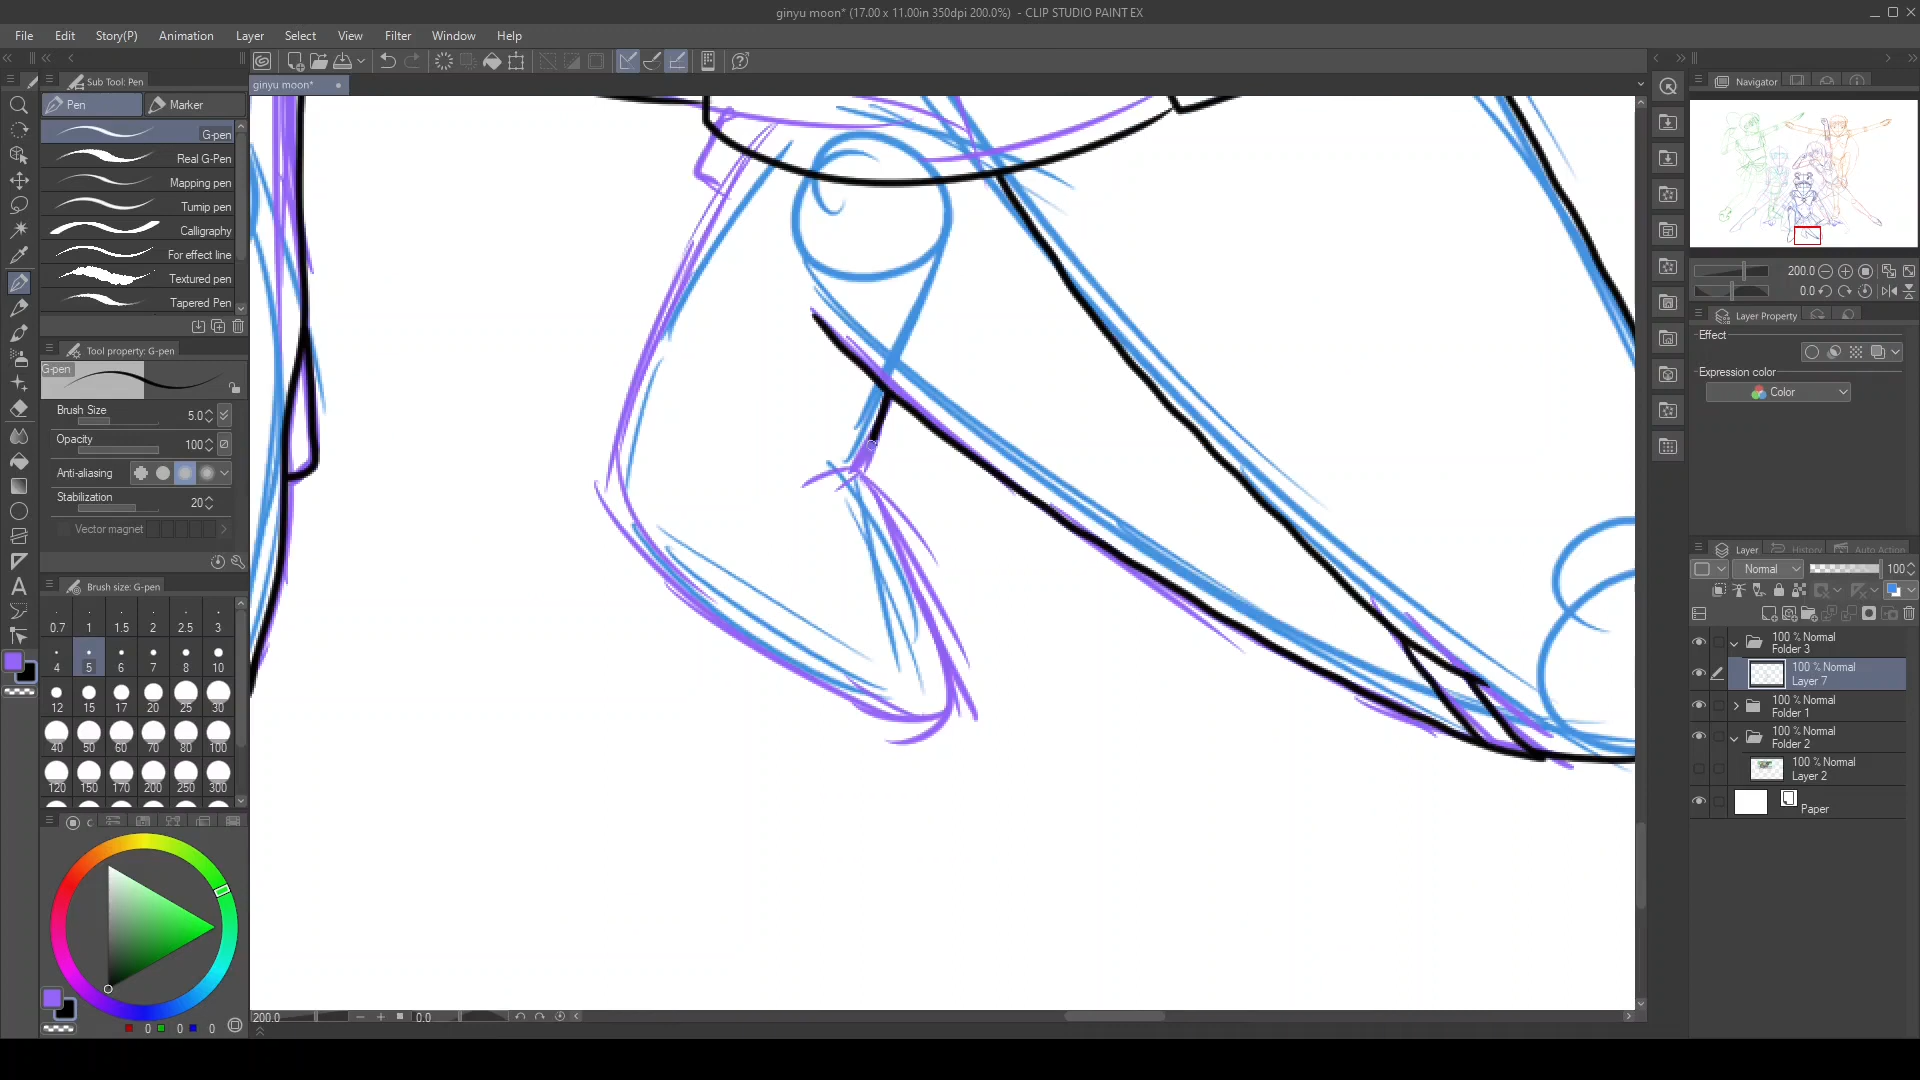 ginyu moon* (17.00 x 11.00in 350dpi 200.0%) - CLIP STUDIO PAINT EX
File Edit Story(P) Animation Layer Select View Filter Window Help
Sub Tool: Pen
ginyu moon*
Navigator
Pen Marker
G-pen
Real G-Pen
Mapping pen
Turnip pen
Calligraphy
For effect line
Textured pen
Tapered Pen
Tool property: G-pen
G-pen
Brush Size 5.0
Opacity 100
Anti-aliasing
Stabilization 20
Vector magnet
Brush size: G-pen
0.7 1 1.5 2 2.5 3
4 5 6 7 8 10
12 15 17 20 25 30
40 50 60 70 80 100
120 150 170 200 250 300
0 0 0
200.0 0.0
200.0
0.0
Layer Property
Effect
Expression color
Color
Layer History Auto Action
Normal 100
100 % Normal
Folder 3
100 % Normal
Layer 7
100 % Normal
Folder 1
100 % Normal
Folder 2
100 % Normal
Layer 2
Paper